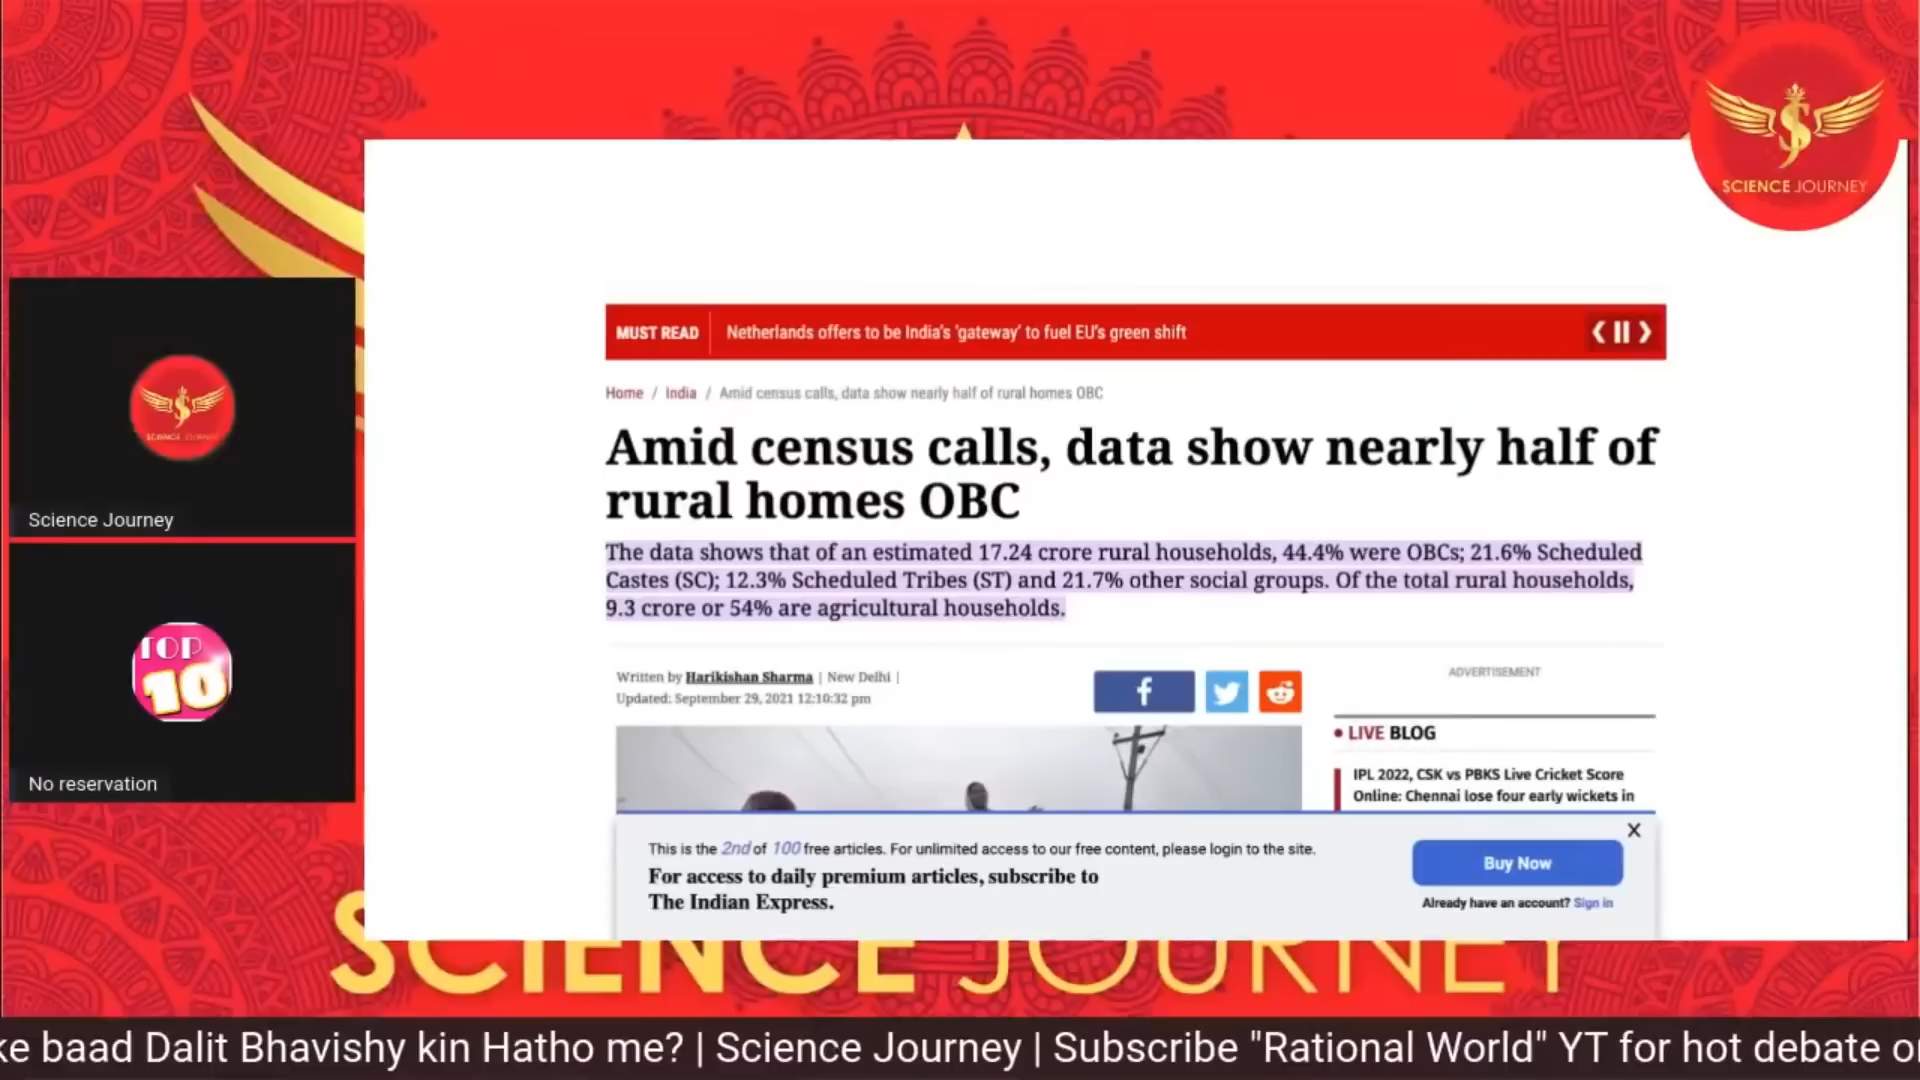 SCIENCE JOURNEY
MUST READ
Netherlands offers to be India's 'gateway' to fuel EU's green shift
Home / India / Amid census calls, data show nearly half of rural homes OBC
Amid census calls, data show nearly half of
rural homes OBC
The data shows that of an estimated 17.24 crore rural households, 44.4% were OBCs; 21.6% Scheduled
Castes (SC); 12.3% Scheduled Tribes (ST) and 21.7% other social groups. Of the total rural households,
9.3 crore or 54% are agricultural households.
Written by Harikishan Sharma | New Delhi |
Updated: September 29, 2021 12:10:32 pm
ADVERTISEMENT
• LIVE BLOG
IPL 2022, CSK vs PBKS Live Cricket Score
Online: Chennai lose four early wickets in
This is the 2nd of 100 free articles. For unlimited access to our free content, please login to the site.
For access to daily premium articles, subscribe to
The Indian Express.
X
Buy Now
Already have an account? Sign in
SCIENCE JOURNEY
Science Journey
TOP
10
No reservation
SCIENCE JOURNEY
ke baad Dalit Bhavishy kin Hatho me? | Science Journey | Subscribe "Rational World" YT for hot debate o